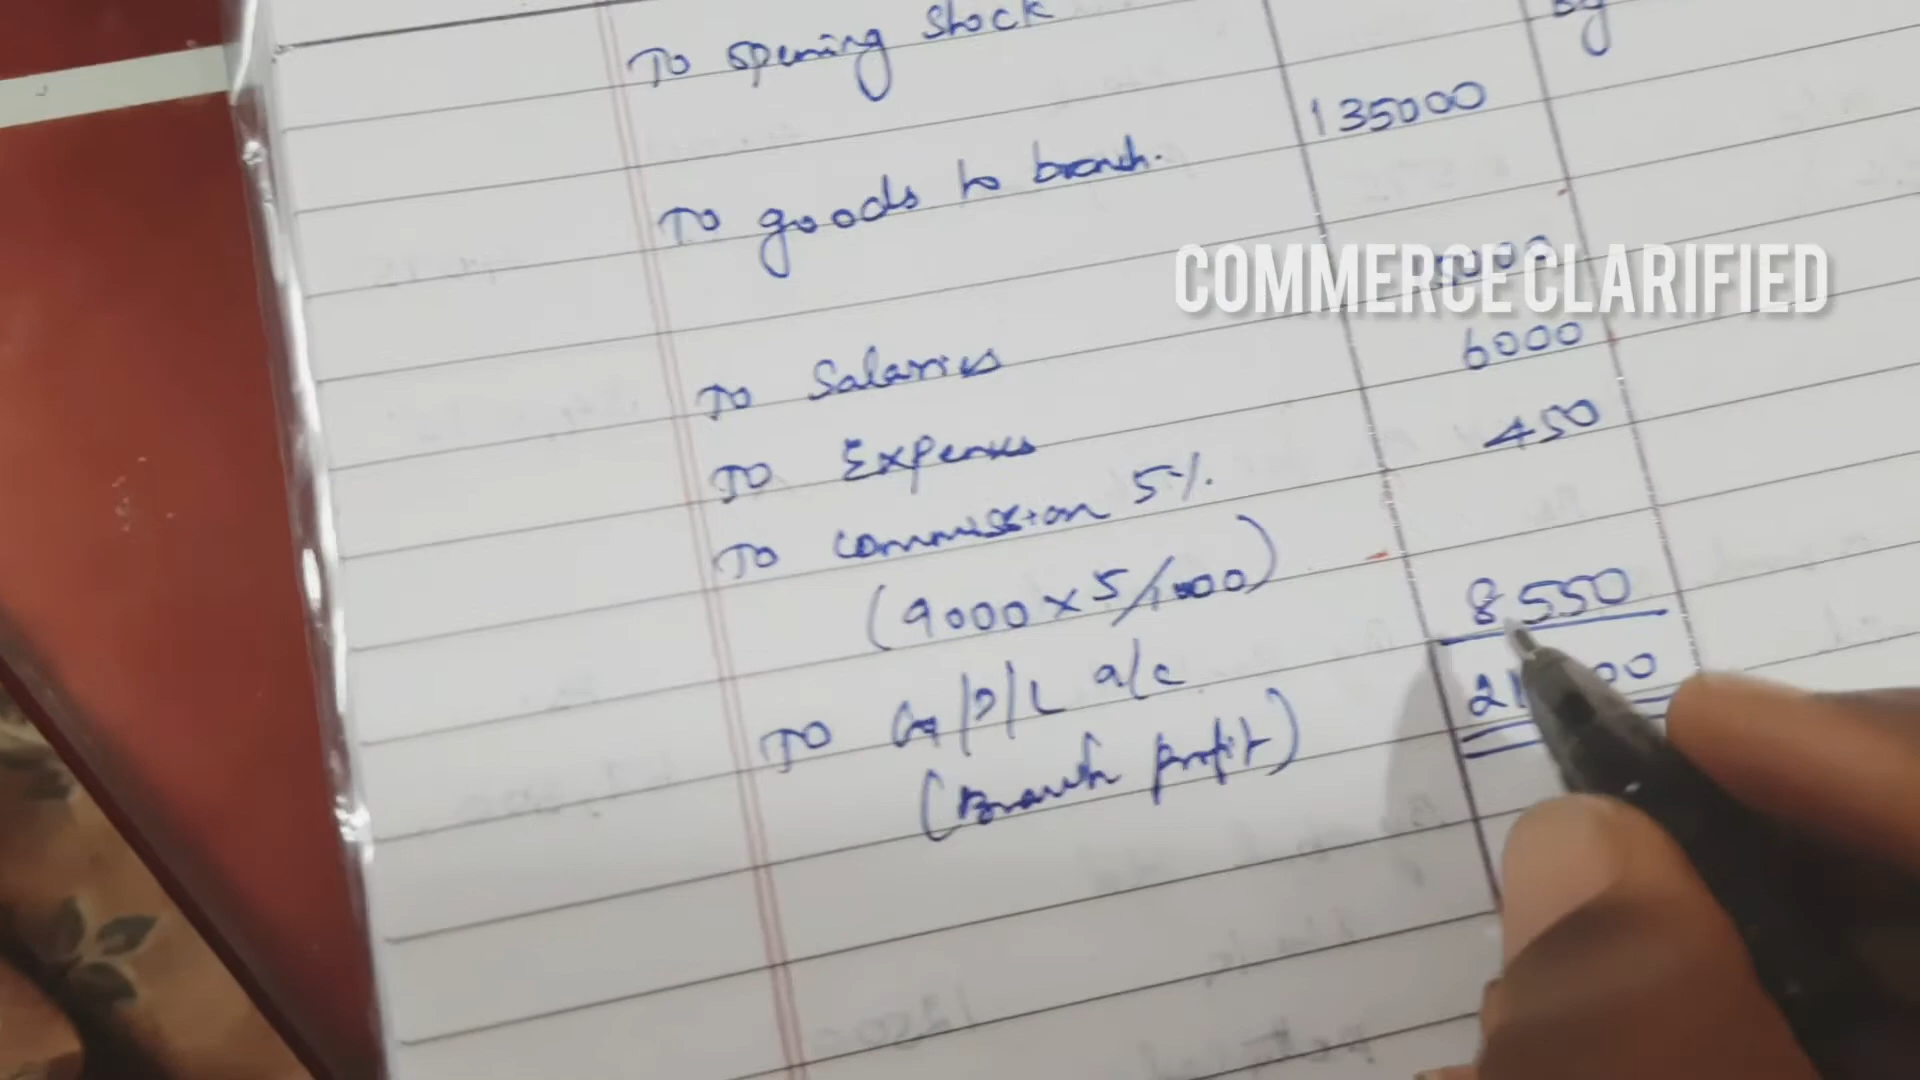 To opening Stock
By
135000
To goods to branch.
COMMERCE CLARIFIED
To Salaries
6000
To Expenses
450
To Commission 5%
(9000 x 5/100)
8550
To G/P/L a/c
(Branch profit)